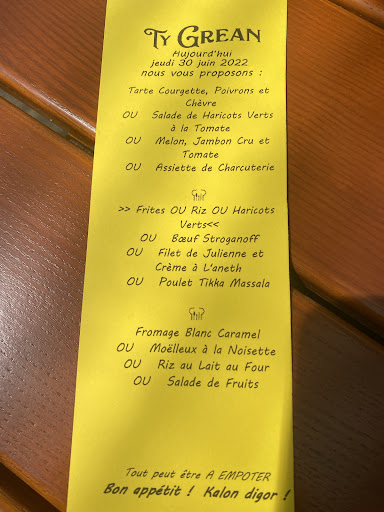 Ty Grean
Aujourd'hui
jeudi 30 juin 2022
nous vous proposons :
Tarte Courgette, Poivrons et
Chèvre
OU Salade de Haricots Verts
à la Tomate
OU Melon, Jambon Cru et
Tomate
OU Assiette de Charcuterie
>> Frites OU Riz OU Haricots
Verts<<
OU Bœuf Stroganoff
OU Filet de Julienne et
Crème à L'aneth
OU Poulet Tikka Massala
Fromage Blanc Caramel
OU Moëlleux à la Noisette
OU Riz au Lait au Four
OU Salade de Fruits
Tout peut être A EMPOTER
Bon appétit ! Kalon digor !